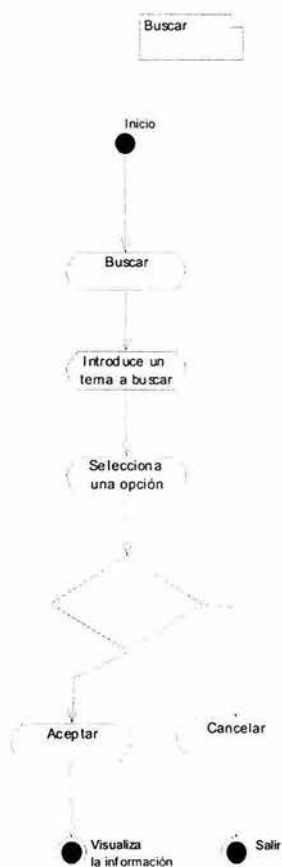 Buscar
Inicio
Buscar
Introduce un
tema a buscar
Selecciona
una opción
Aceptar
Cancelar
Visualiza
la información
Salir